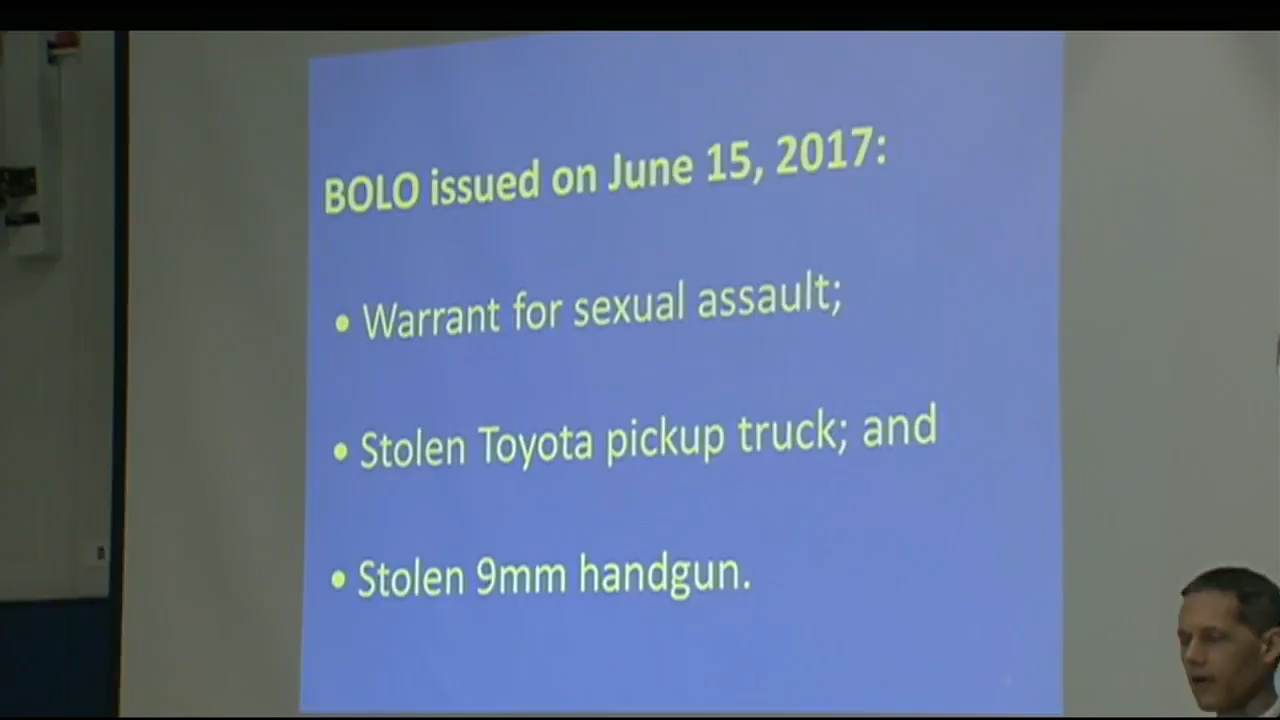 BOLO issued on June 15, 2017:
• Warrant for sexual assault;
• Stolen Toyota pickup truck; and
• Stolen 9mm handgun.